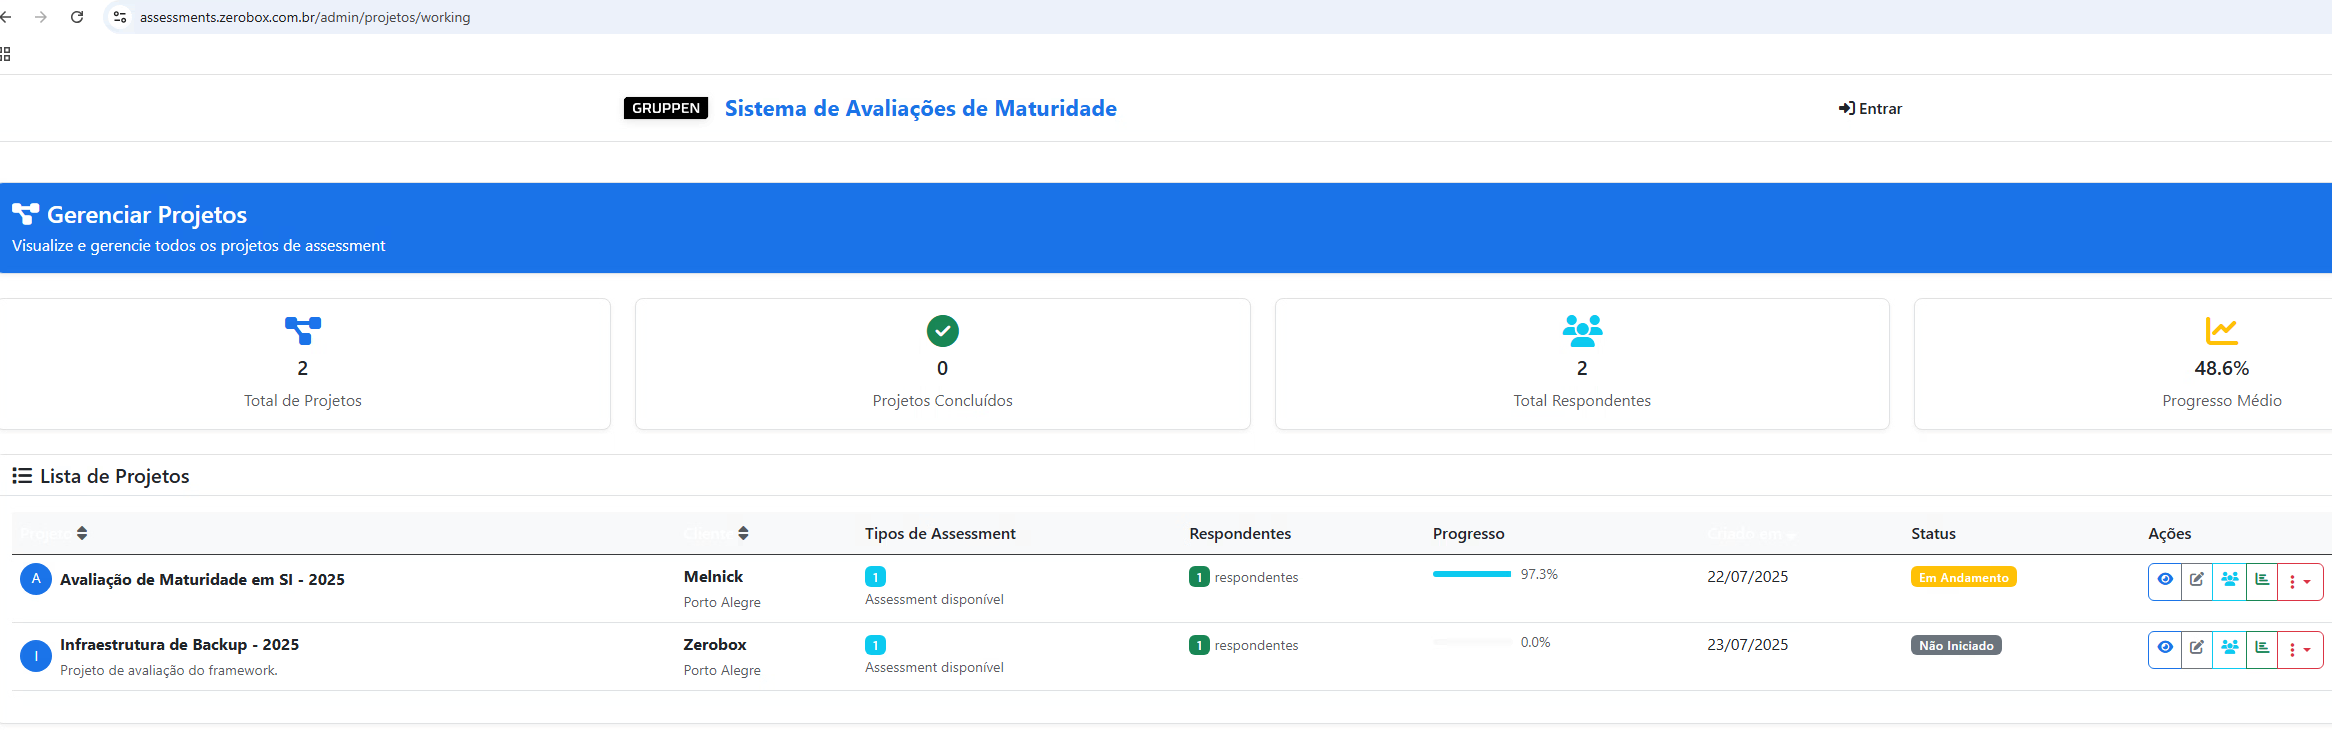 assessments.zerobox.com.br/admin/projetos/working
GRUPPEN Sistema de Avaliações de Maturidade Entrar
Gerenciar Projetos
Visualize e gerencie todos os projetos de assessment
2 0 2 48.6%
Total de Projetos Projetos Concluídos Total Respondentes Progresso Médio
Lista de Projetos
Projeto Cliente Tipos de Assessment Respondentes Progresso Criado em Status Ações
A Avaliação de Maturidade em SI - 2025 Melnick 1 1 respondentes 97.3% 22/07/2025 Em Andamento
Porto Alegre Assessment disponível
I Infraestrutura de Backup - 2025 Zerobox 1 1 respondentes 0.0% 23/07/2025 Não Iniciado
Projeto de avaliação do framework. Porto Alegre Assessment disponível